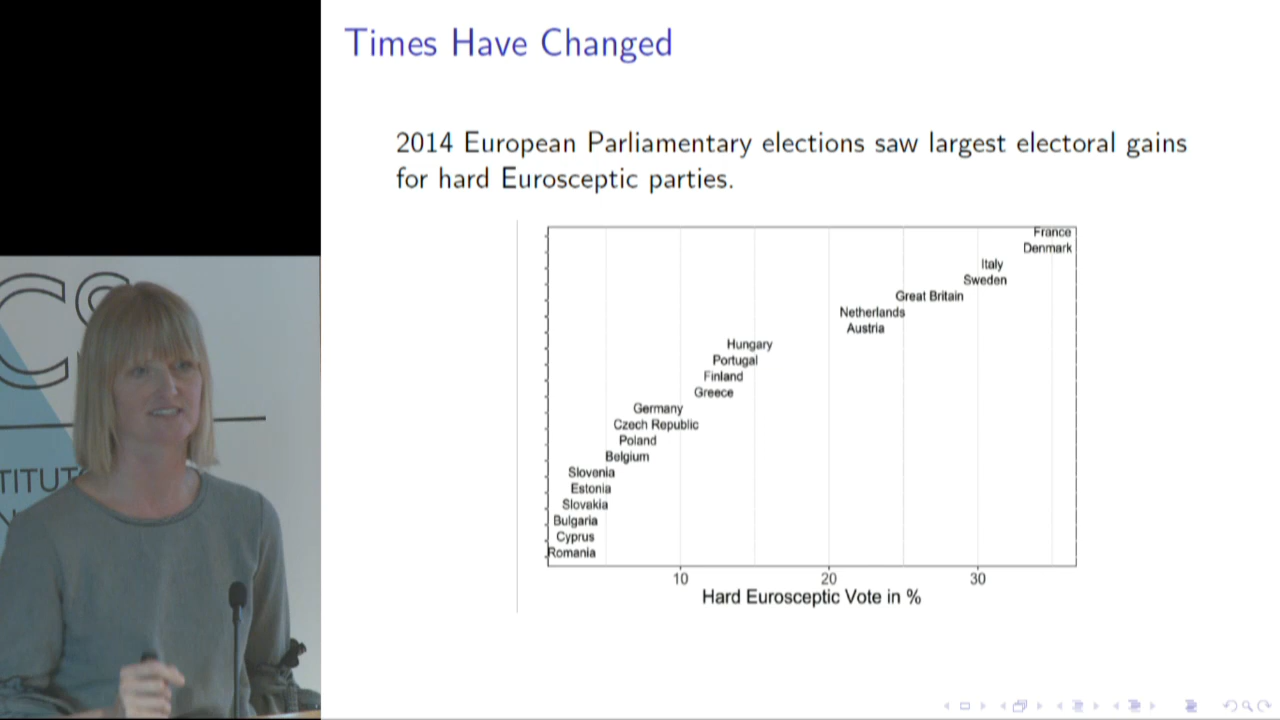 Times Have Changed
2014 European Parliamentary elections saw largest electoral gains
for hard Eurosceptic parties.
France
Denmark
Italy
Sweden
Great Britain
Netherlands
Austria
Hungary
Portugal
Finland
Greece
Germany
Czech Republic
Poland
Belgium
Slovenia
Estonia
Slovakia
Bulgaria
Cyprus
Romania
10 20 30
Hard Eurosceptic Vote in %
CS
TITUT